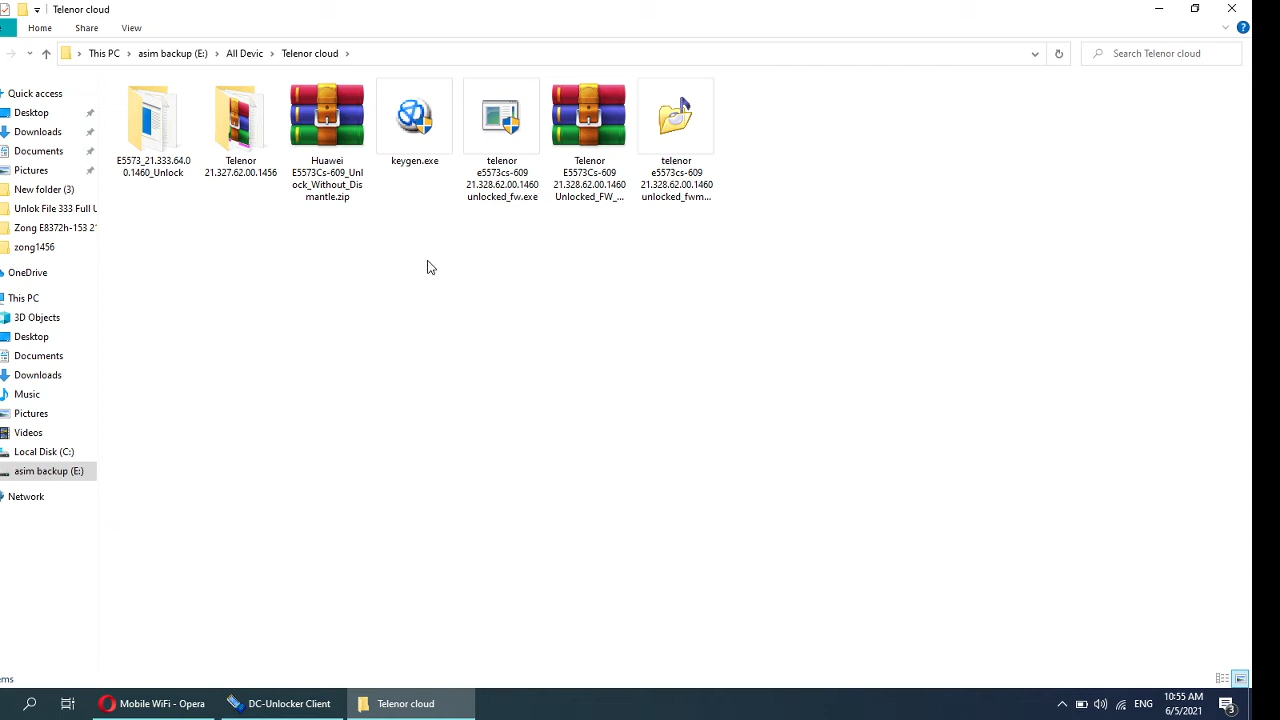 Telenor cloud
Home Share View
This PC > asim backup (E:) > All Devic > Telenor cloud >
Search Telenor cloud
Quick access
Desktop
Downloads
Documents
Pictures
New folder (3)
Unlok File 333 Full U
Zong E8372h-153 21
zong1456
OneDrive
This PC
3D Objects
Desktop
Documents
Downloads
Music
Pictures
Videos
Local Disk (C:)
asim backup (E:)
Network
E5573_21.333.64.0
0.1460_Unlock
Telenor
21.327.62.00.1456
Huawei
E5573Cs-609_Unl
ock_Without_Dis
mantle.zip
keygen.exe
telenor
e5573cs-609
21.328.62.00.1460
unlocked_fw.exe
Telenor
E5573Cs-609
21.328.62.00.1460
Unlocked_FW_...
telenor
e5573cs-609
21.328.62.00.1460
unlocked_fwm...
ems
Mobile WiFi - Opera
DC-Unlocker Client
Telenor cloud
ENG
10:55 AM
6/5/2021
3